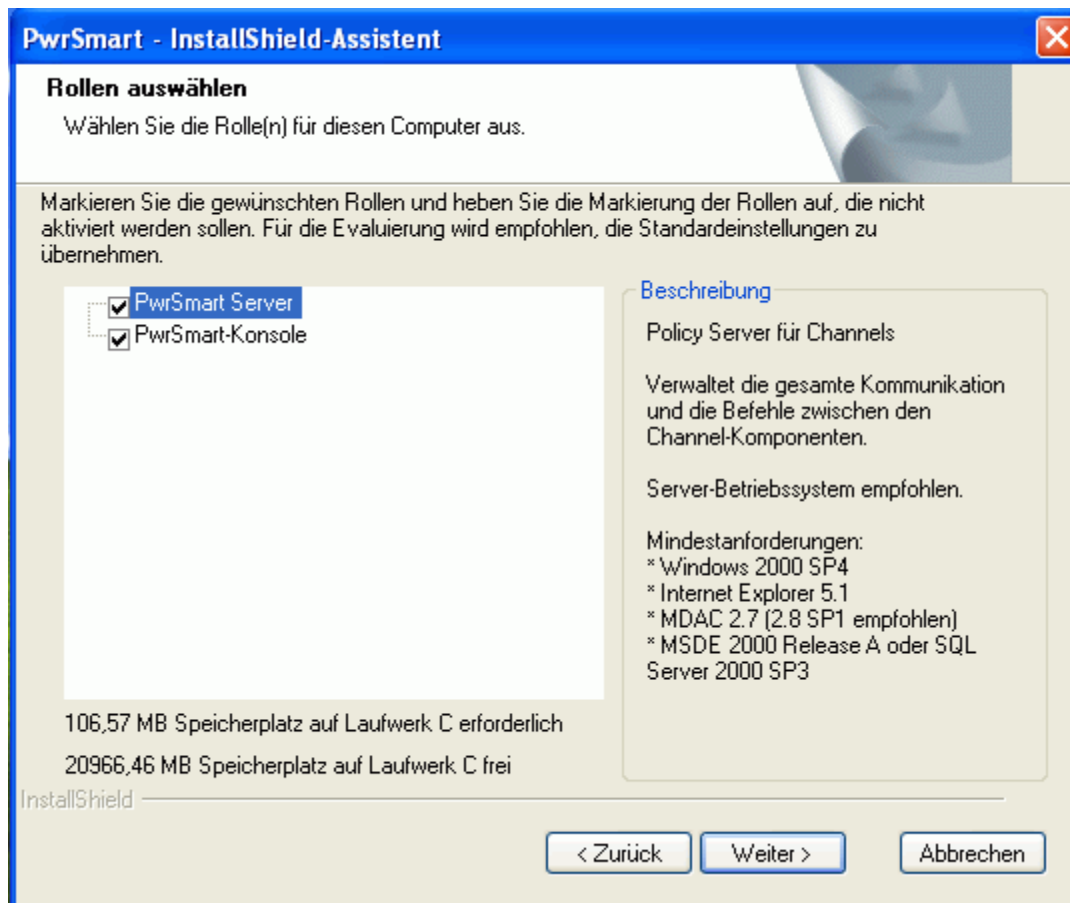 PwrSmart - InstallShield-Assistent
Rollen auswählen
Wählen Sie die Rolle(n) für diesen Computer aus.
Markieren Sie die gewünschten Rollen und heben Sie die Markierung der Rollen auf, die nicht
aktiviert werden sollen. Für die Evaluierung wird empfohlen, die Standardeinstellungen zu
übernehmen.
PwrSmart Server
PwrSmart-Konsole
106,57 MB Speicherplatz auf Laufwerk C erforderlich
20966,46 MB Speicherplatz auf Laufwerk C frei
Beschreibung
Policy Server für Channels
Verwaltet die gesamte Kommunikation
und die Befehle zwischen den
Channel-Komponenten.
Server-Betriebssystem empfohlen.
Mindestanforderungen:
* Windows 2000 SP4
* Internet Explorer 5.1
* MDAC 2.7 (2.8 SP1 empfohlen)
* MSDE 2000 Release A oder SQL
Server 2000 SP3
InstallShield
< Zurück
Weiter >
Abbrechen